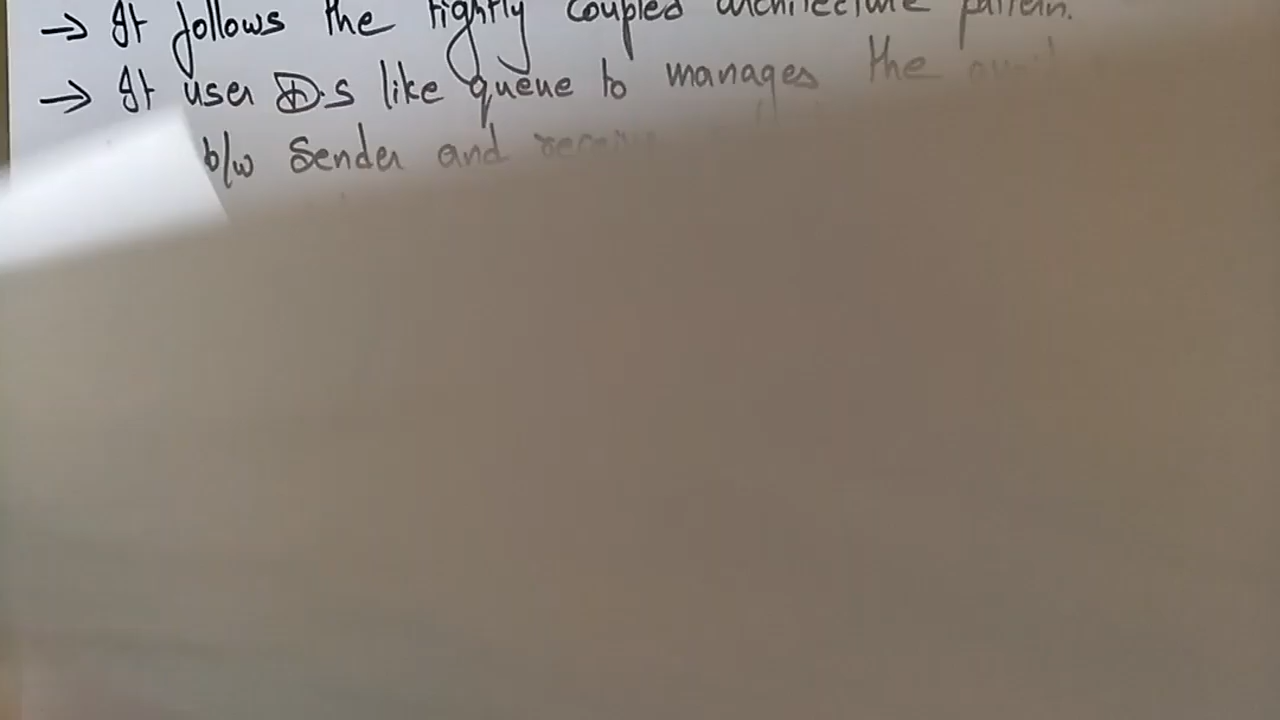 → It follows the tightly coupled architecture pattern.
→ It uses D.S like queue to manages the
b/w Sender and